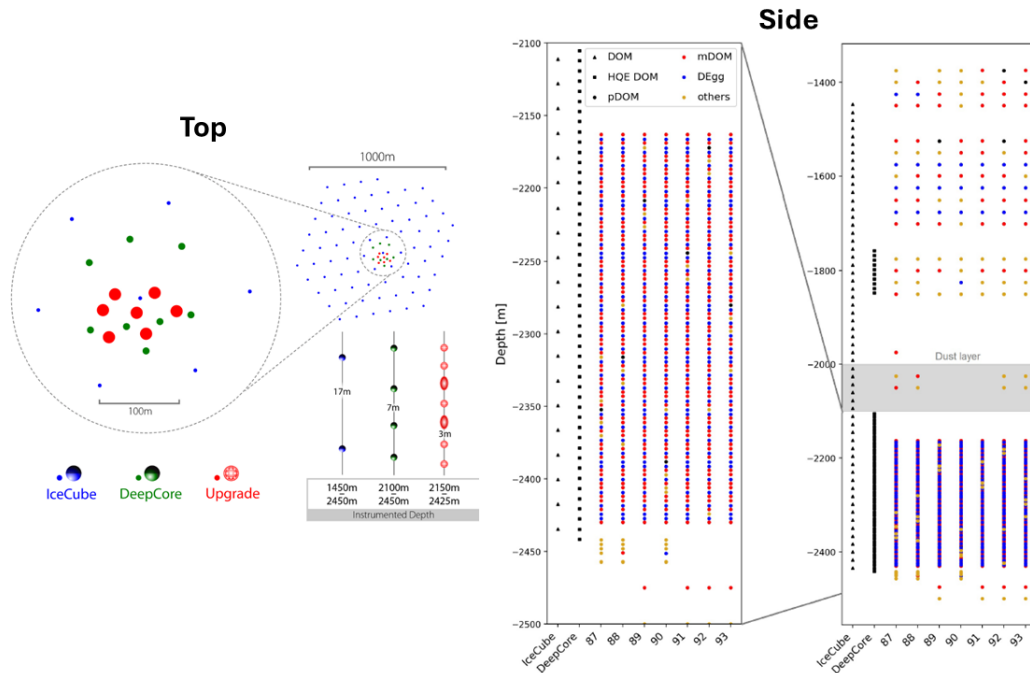 Top
1000m
100m
IceCube
DeepCore
Upgrade
17m
7m
3m
1450m
2450m
2100m
2450m
2150m
2425m
Instrumented Depth
Side
Depth [m]
−2100
−2150
−2200
−2250
−2300
−2350
−2400
−2450
−2500
DOM
HQE DOM
pDOM
mDOM
DEgg
others
IceCube
DeepCore
87
88
89
90
91
92
93
−1400
−1600
−1800
−2000
−2200
−2400
Dust layer
IceCube
DeepCore
87
88
89
90
91
92
93